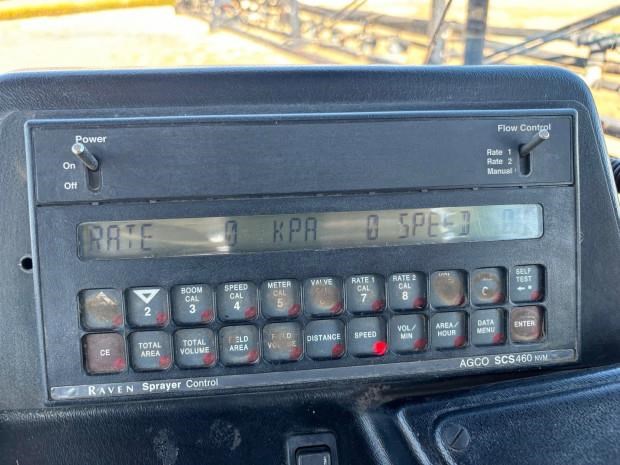 Power
On
Off
Flow Control
Rate 1
Rate 2
Manual
RATE 0 KPA 0 SPEED
2
BOOM CAL 3
SPEED CAL 4
METER CAL 5
VALVE
RATE 1 CAL 7
RATE 2 CAL 8
SELF TEST
CE
TOTAL AREA
TOTAL VOLUME
FIELD AREA
FIELD VOLUME
DISTANCE
SPEED
VOL/ MIN
AREA/ HOUR
DATA MENU
ENTER
RAVEN Sprayer Control
AGCO SCS460 NVM